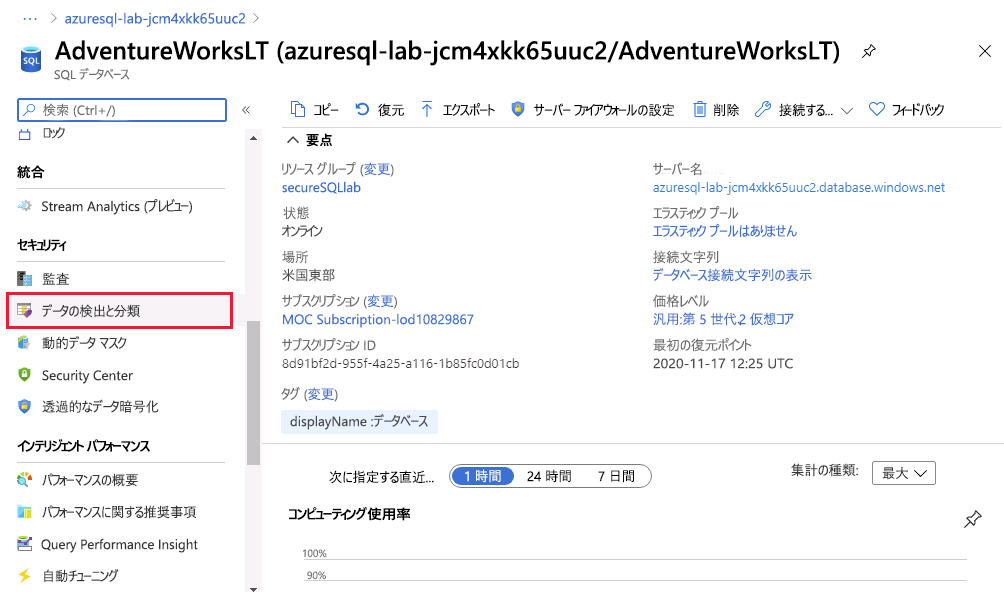 ··· > azuresql-lab-jcm4xkk65uuc2 >
AdventureWorksLT (azuresql-lab-jcm4xkk65uuc2/AdventureWorksLT)
SQL
SQL データベース
検索 (Ctrl+/)
«
コピー
復元
エクスポート
サーバー ファイアウォールの設定
削除
接続する...
フィードバック
ロック
統合
Stream Analytics (プレビュー)
セキュリティ
監査
データの検出と分類
動的データ マスク
Security Center
透過的なデータ暗号化
インテリジェント パフォーマンス
パフォーマンスの概要
パフォーマンスに関する推奨事項
Query Performance Insight
自動チューニング
要点
リソース グループ (変更)
secureSQLlab
状態
オンライン
場所
米国東部
サブスクリプション (変更)
MOC Subscription-lod10829867
サブスクリプション ID
8d91bf2d-955f-4a25-a116-1b85fc0d01cb
タグ (変更)
displayName :データベース
サーバー名
azuresql-lab-jcm4xkk65uuc2.database.windows.net
エラスティック プール
エラスティック プールはありません
接続文字列
データベース接続文字列の表示
価格レベル
汎用:第 5 世代,2 仮想コア
最初の復元ポイント
2020-11-17 12:25 UTC
次に指定する直近...
1 時間
24 時間
7 日間
集計の種類:
最大
コンピューティング使用率
100%
90%